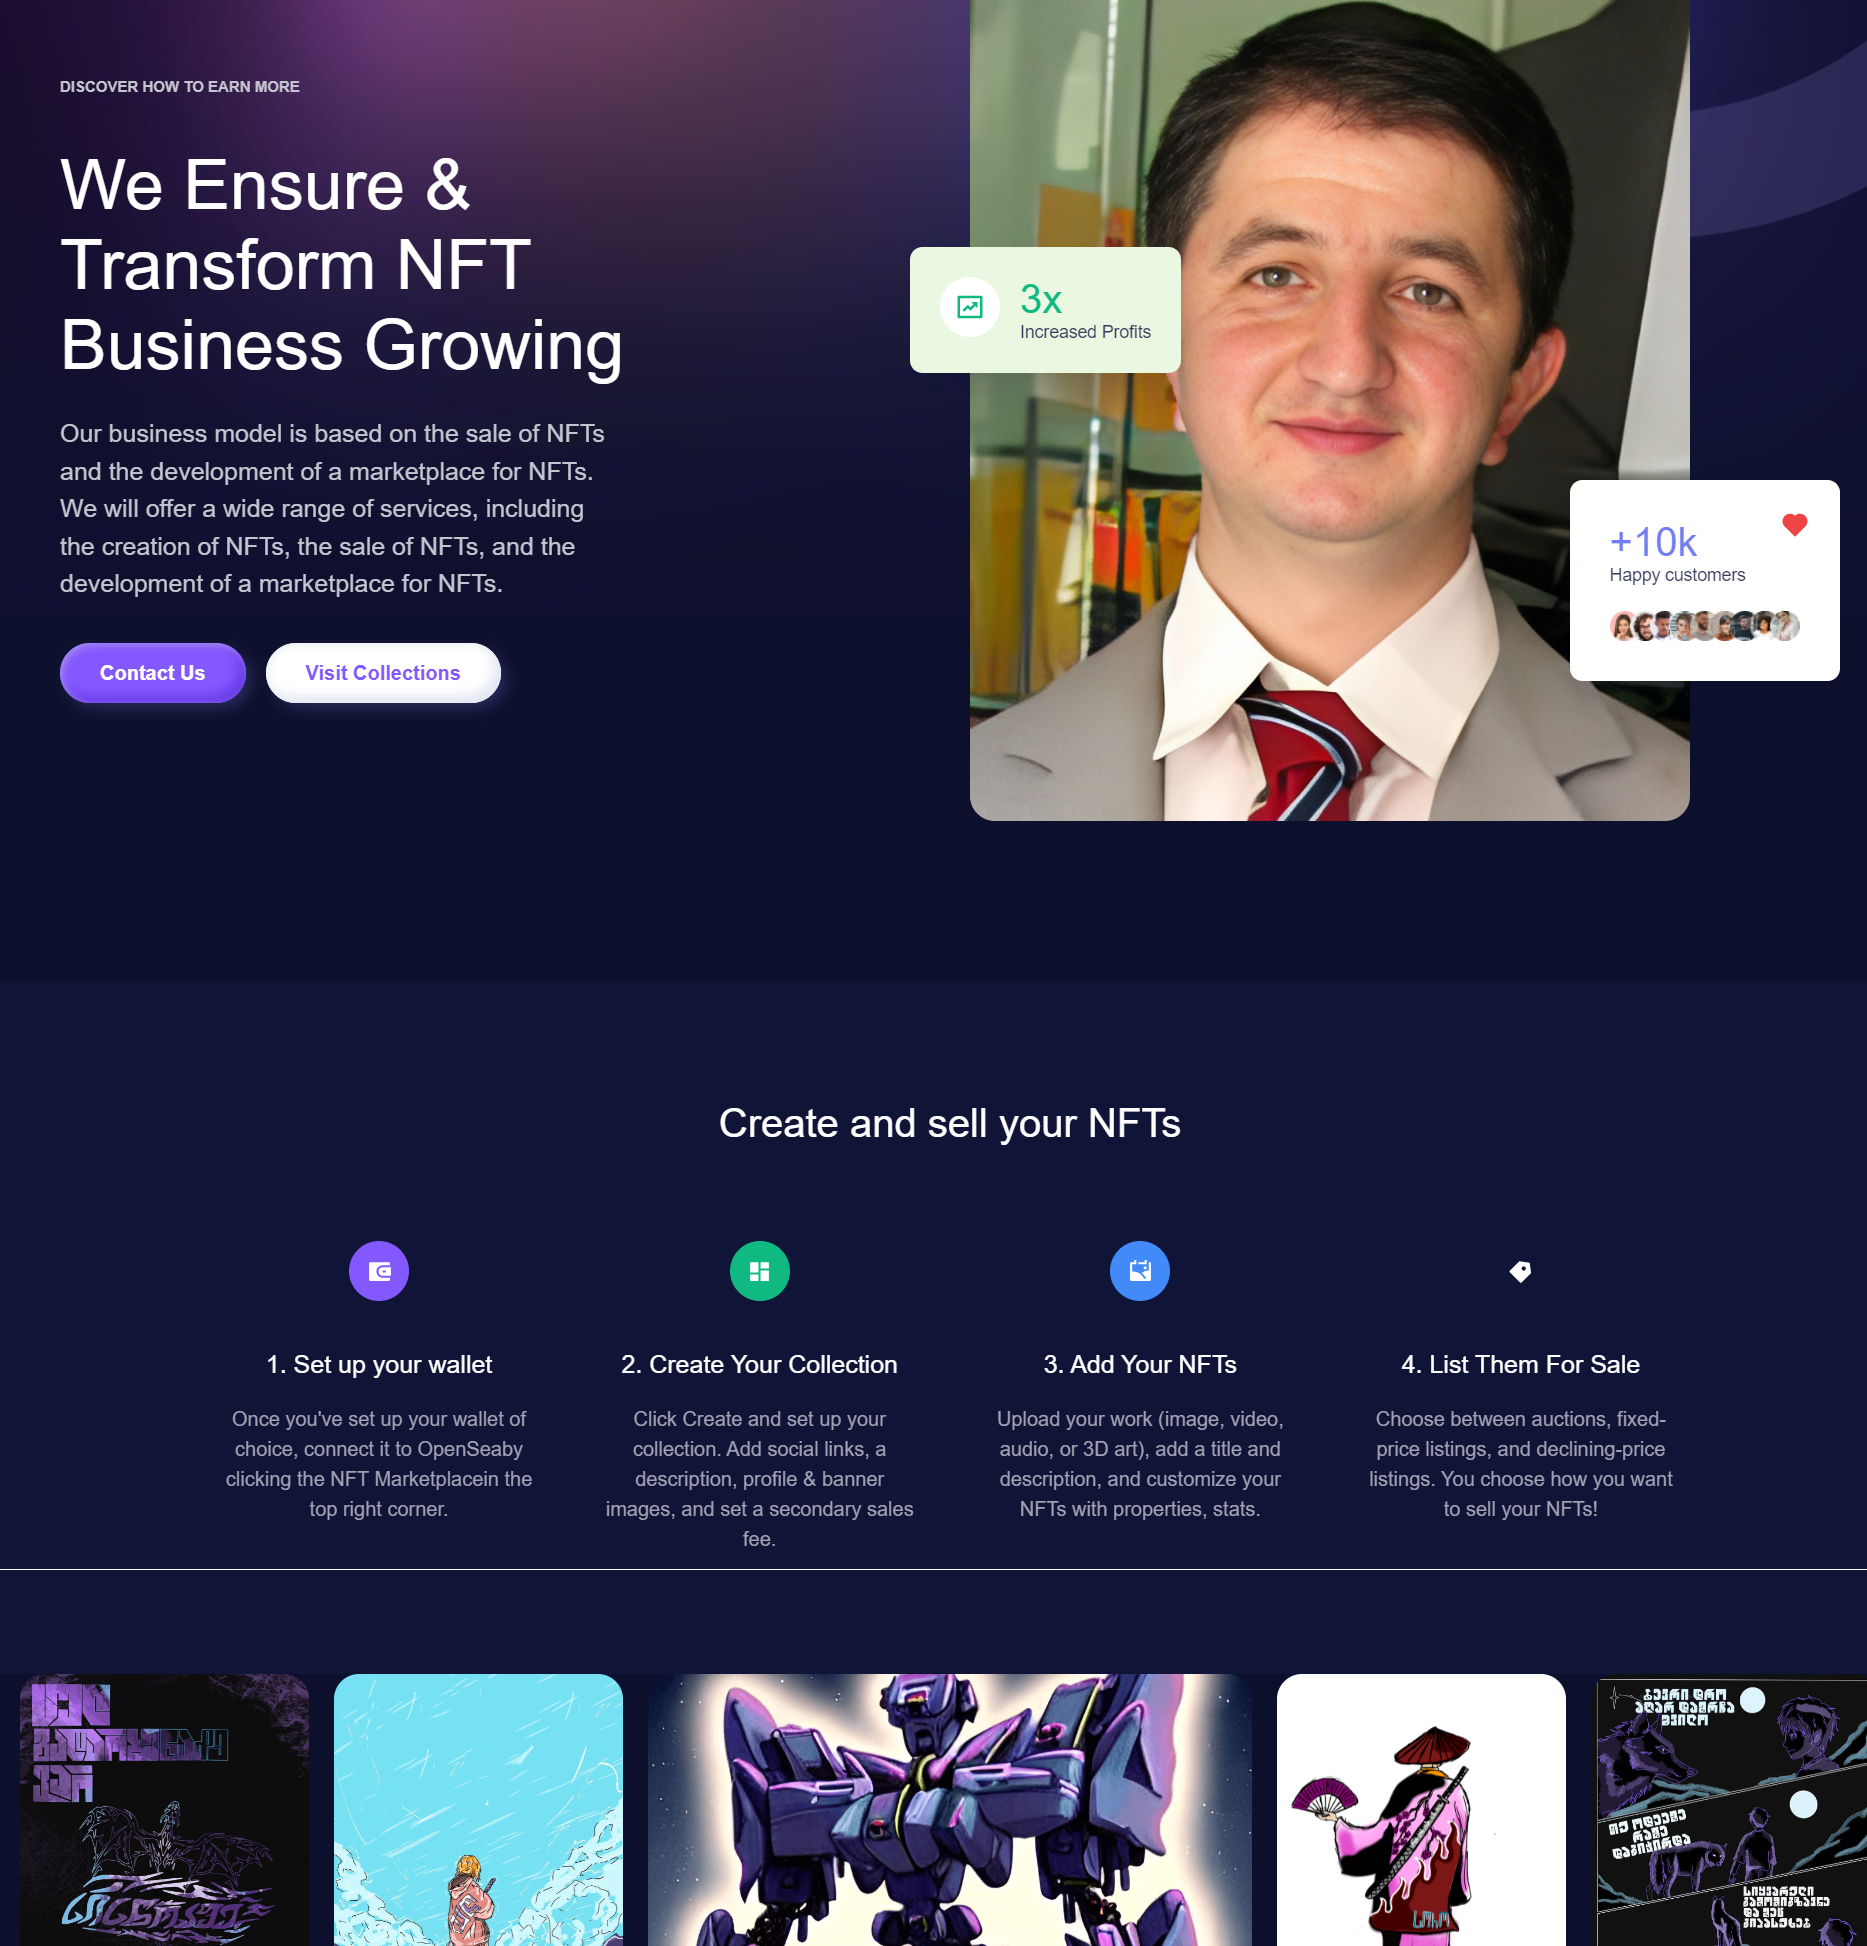 DISCOVER HOW TO EARN MORE
We Ensure &
Transform NFT
Business Growing
Our business model is based on the sale of NFTs
and the development of a marketplace for NFTs.
We will offer a wide range of services, including
the creation of NFTs, the sale of NFTs, and the
development of a marketplace for NFTs.
Contact Us
Visit Collections
3x
Increased Profits
+10k
Happy customers
Create and sell your NFTs
1. Set up your wallet
Once you've set up your wallet of
choice, connect it to OpenSeaby
clicking the NFT Marketplacein the
top right corner.
2. Create Your Collection
Click Create and set up your
collection. Add social links, a
description, profile & banner
images, and set a secondary sales
fee.
3. Add Your NFTs
Upload your work (image, video,
audio, or 3D art), add a title and
description, and customize your
NFTs with properties, stats.
4. List Them For Sale
Choose between auctions, fixed-
price listings, and declining-price
listings. You choose how you want
to sell your NFTs!